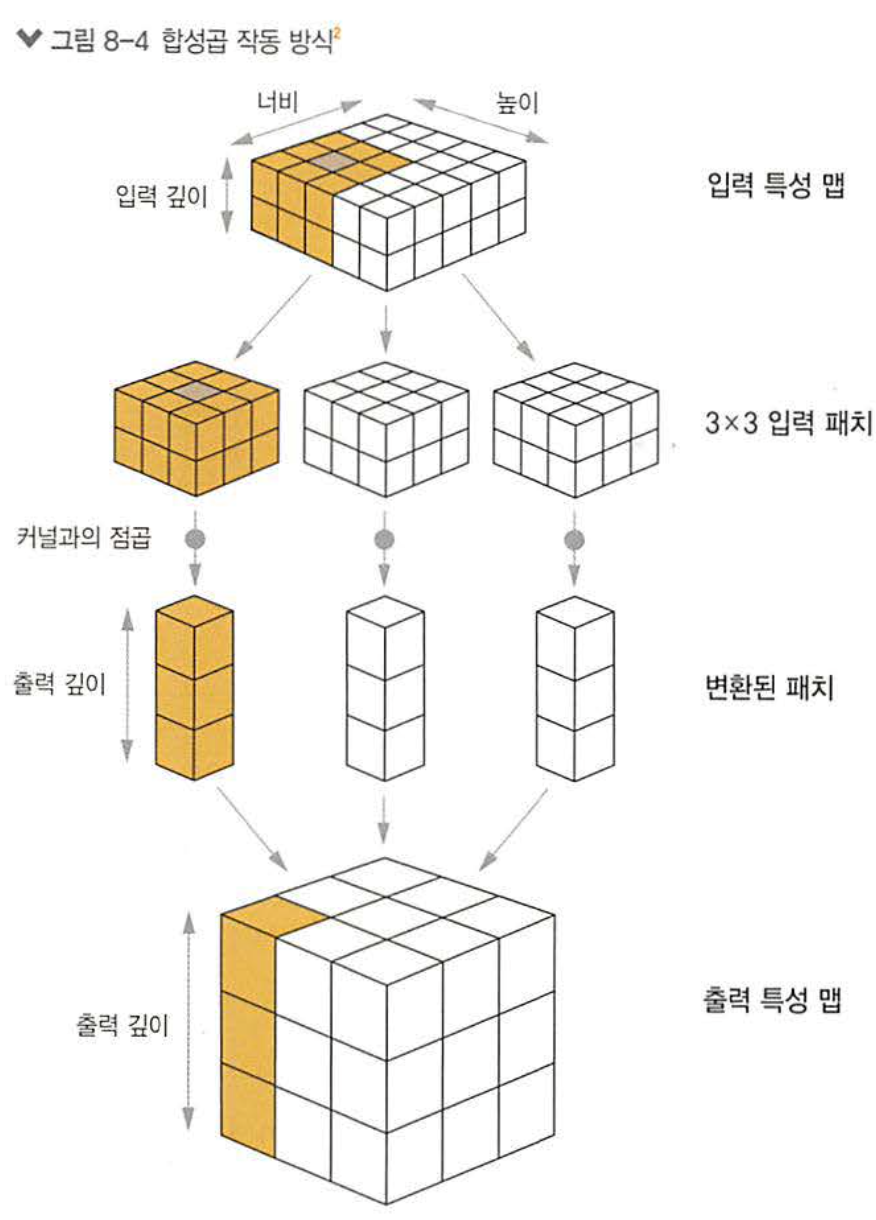 그림 8-4 합성곱 작동 방식²
너비
높이
입력 깊이
입력 특성 맵
3×3 입력 패치
커널과의 점곱
출력 깊이
변환된 패치
출력 깊이
출력 특성 맵